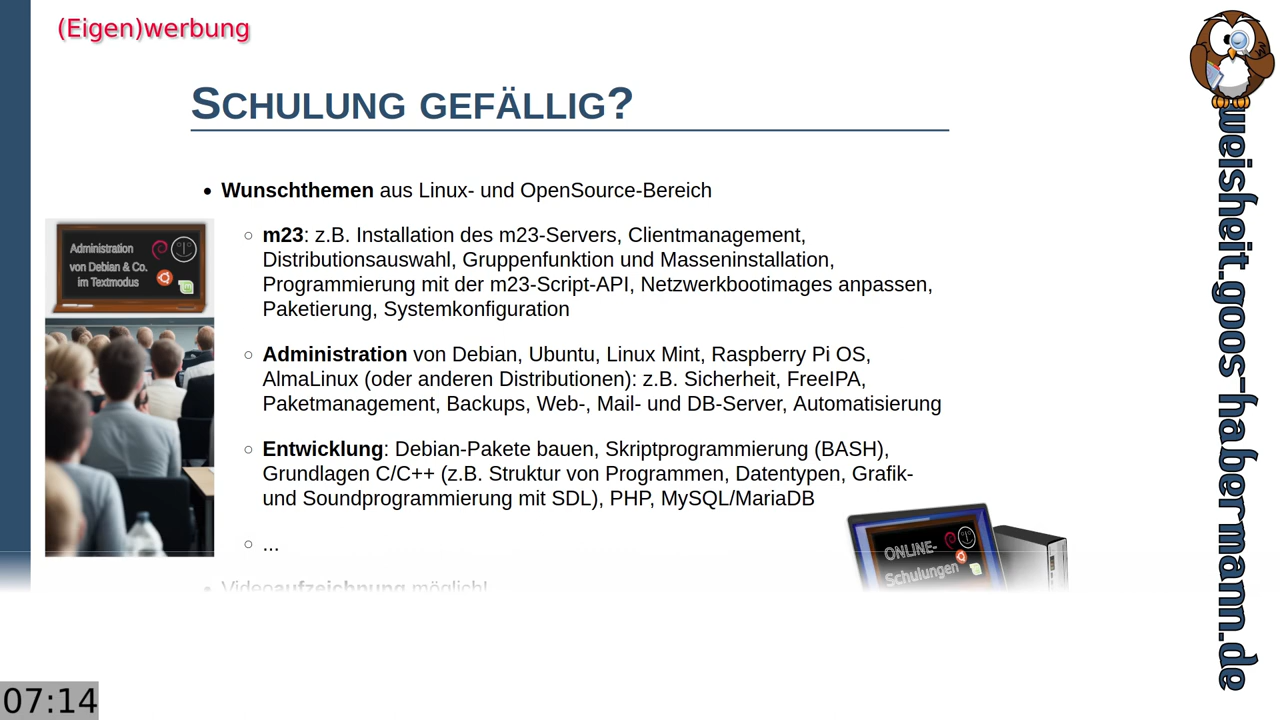 (Eigen)werbung
SCHULUNG GEFÄLLIG?
Wunschthemen aus Linux- und OpenSource-Bereich
m23: z.B. Installation des m23-Servers, Clientmanagement,
Distributionsauswahl, Gruppenfunktion und Masseninstallation,
Programmierung mit der m23-Script-API, Netzwerkbootimages anpassen,
Paketierung, Systemkonfiguration
Administration von Debian, Ubuntu, Linux Mint, Raspberry Pi OS,
AlmaLinux (oder anderen Distributionen): z.B. Sicherheit, FreeIPA,
Paketmanagement, Backups, Web-, Mail- und DB-Server, Automatisierung
Entwicklung: Debian-Pakete bauen, Skriptprogrammierung (BASH),
Grundlagen C/C++ (z.B. Struktur von Programmen, Datentypen, Grafik-
und Soundprogrammierung mit SDL), PHP, MySQL/MariaDB
...
Videoaufzeichnung möglich!
Administration
von Debian & Co.
im Textmodus
ONLINE-
Schulungen
weisheit.goos-habermann.de
07:14